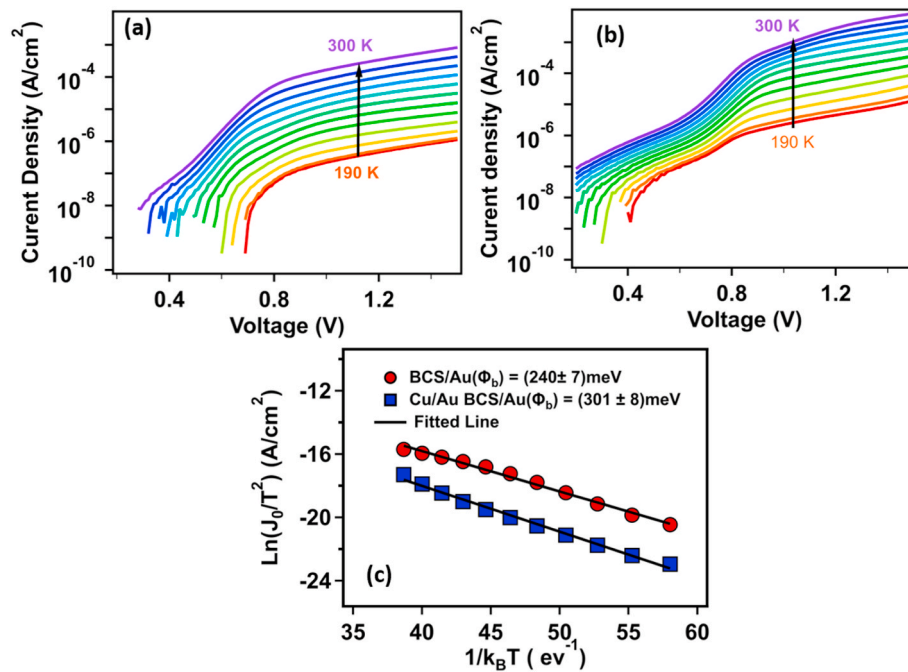 (a)
300 K
190 K
10⁻⁴
10⁻⁶
10⁻⁸
10⁻¹⁰
Curent Density (A/cm²)
0.4 0.8 1.2
Voltage (V)
(b)
300 K
190 K
10⁻⁴
10⁻⁶
10⁻⁸
10⁻¹⁰
Curent density (A/cm²)
0.4 0.8 1.2
Voltage (V)
BCS/Au(Φb) = (240± 7)meV
Cu/Au BCS/Au(Φb) = (301 ± 8)meV
Fitted Line
-12
-16
-20
-24
Ln(J₀/T²) (A/cm²)
(c)
35 40 45 50 55 60
1/kBT ( ev⁻¹)